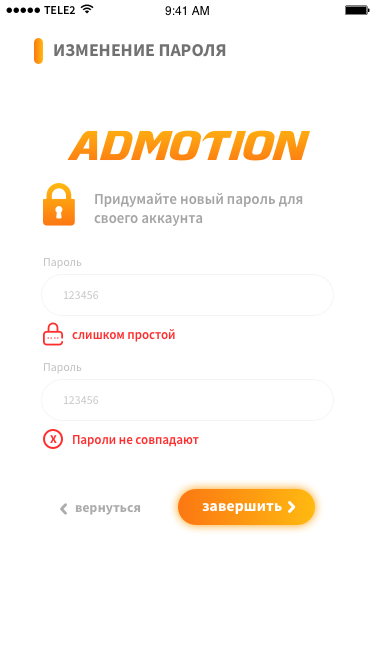 TELE2 9:41 AM
ИЗМЕНЕНИЕ ПАРОЛЯ
ADMOTION
Придумайте новый пароль для
своего аккаунта
Пароль
123456
слишком простой
Пароль
123456
X Пароли не совпадают
вернуться завершить